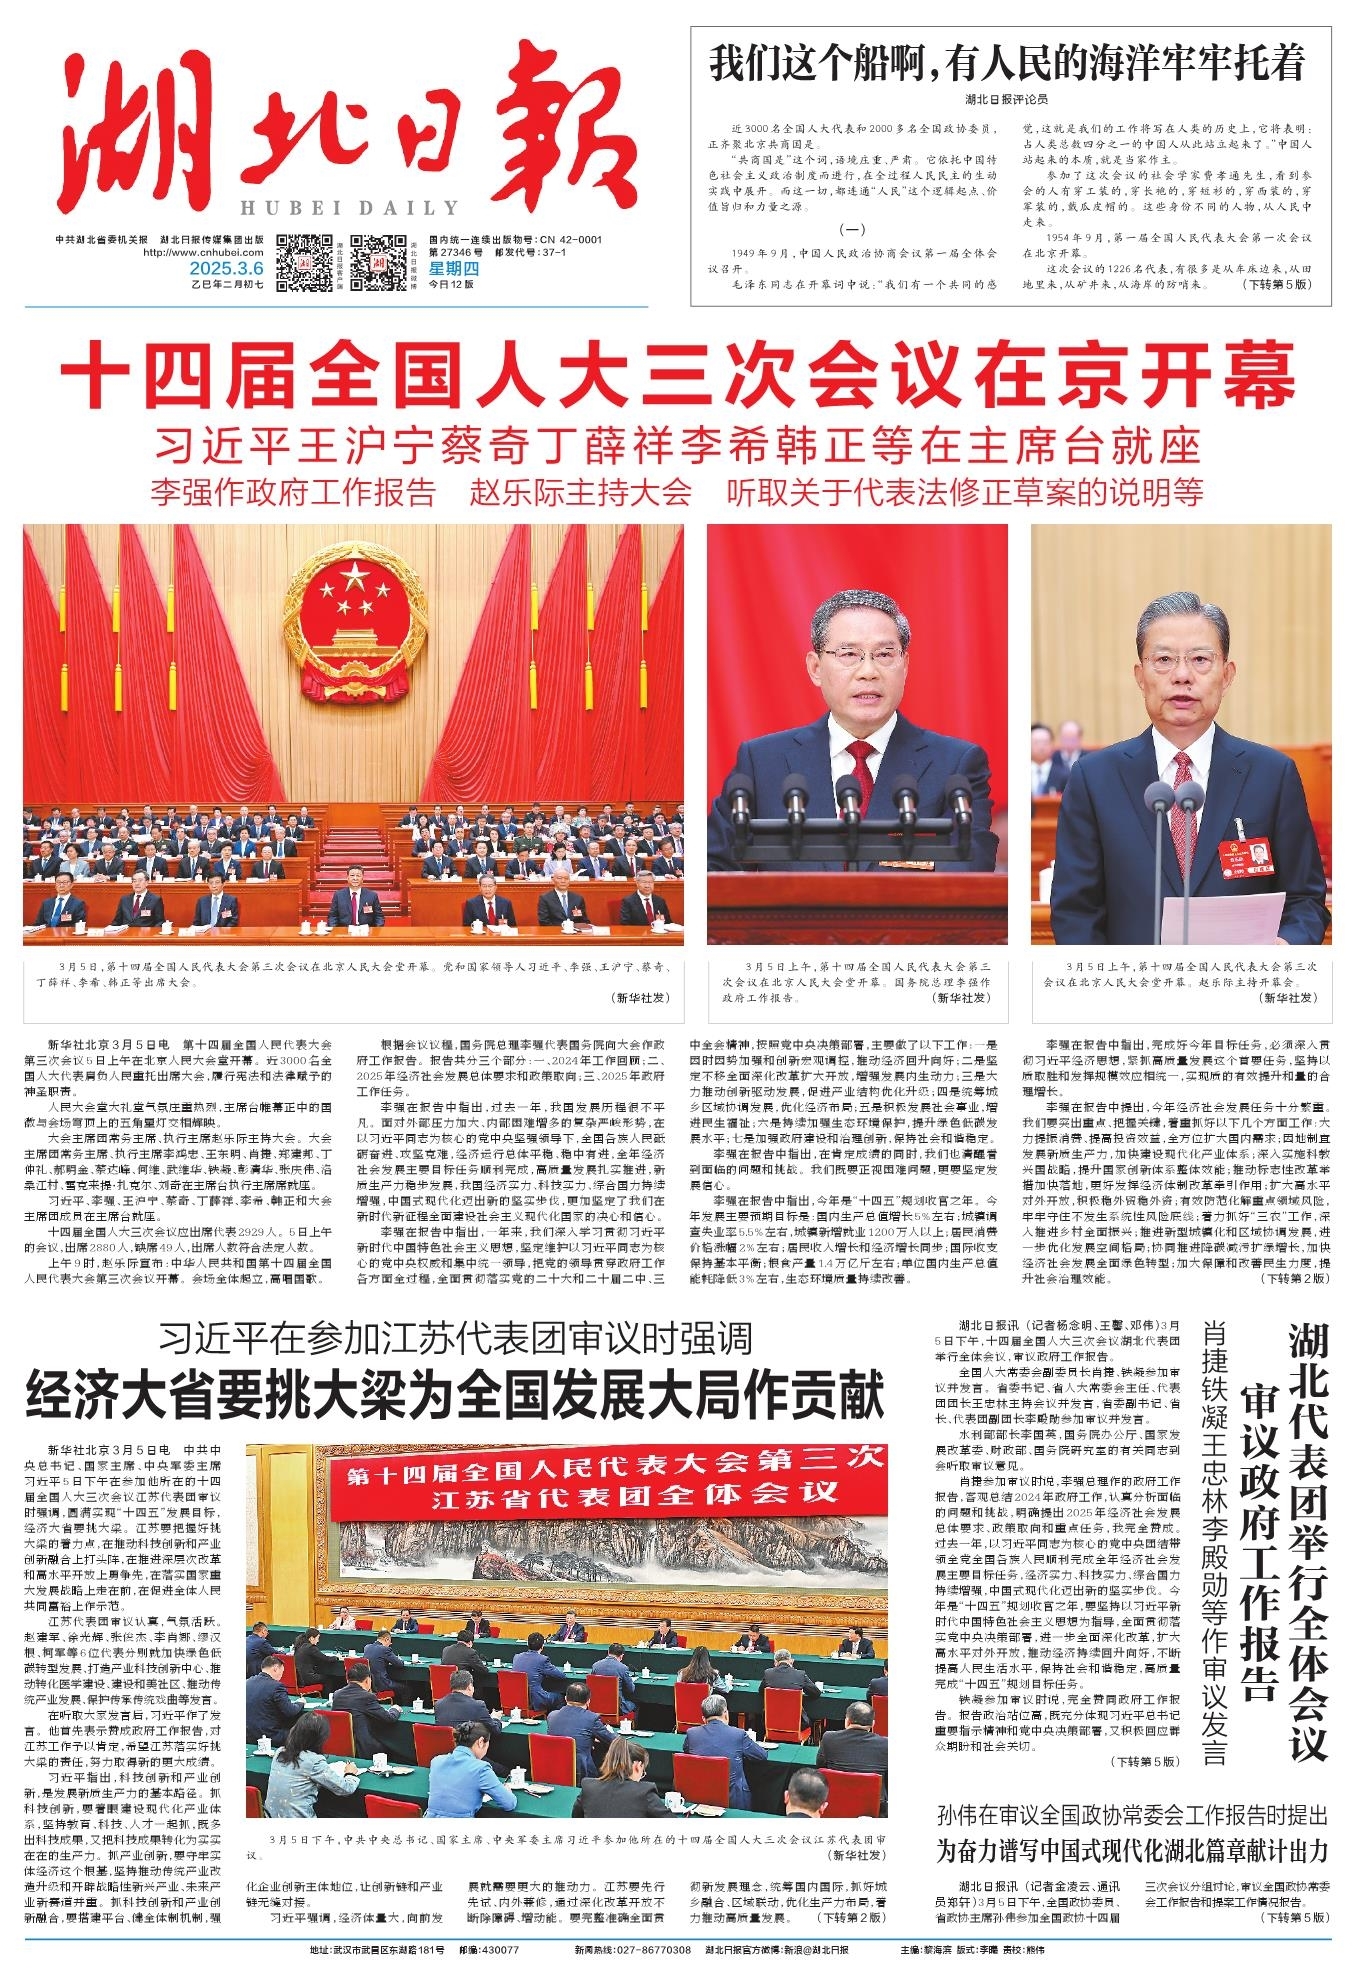 湖北日報
HUBEI DAILY
中共湖北省委机关报 湖北日报传媒集团出版
http://www.cnhubei.com
2025.3.6
乙巳年二月初七
湖北日报客户端
湖北日报微博
国内统一连续出版物号:CN 42-0001
第27346号 邮发代号:37-1
星期四
今日12版
我们这个船啊,有人民的海洋牢牢托着
湖北日报评论员
近3000名全国人大代表和2000多名全国政协委员,
正齐聚北京共商国是。
“共商国是”这个词,语境庄重、严肃。它依托中国特
色社会主义政治制度而进行,在全过程人民民主的生动
实践中展开。而这一切,都连通“人民”这个逻辑起点、价
值旨归和力量之源。
(一)
1949年9月,中国人民政治协商会议第一届全体会
议召开。
毛泽东同志在开幕词中说:“我们有一个共同的感
觉,这就是我们的工作将写在人类的历史上,它将表明:
占人类总数四分之一的中国人从此站立起来了。”中国人
站起来的本质,就是当家作主。
参加了这次会议的社会学家费孝通先生,看到参
会的人有穿工装的,穿长袍的,穿短衫的,穿西装的,穿
军装的,戴瓜皮帽的。这些身份不同的人物,从人民中
走来。
1954年9月,第一届全国人民代表大会第一次会议
在北京开幕。
这次会议的1226名代表,有很多是从车床边来,从田
地里来,从矿井来,从海岸的防哨来。 (下转第5版)
十四届全国人大三次会议在京开幕
习近平王沪宁蔡奇丁薛祥李希韩正等在主席台就座
李强作政府工作报告 赵乐际主持大会 听取关于代表法修正草案的说明等
3月5日,第十四届全国人民代表大会第三次会议在北京人民大会堂开幕。党和国家领导人习近平、李强、王沪宁、蔡奇、
丁薛祥、李希、韩正等出席大会。
(新华社发)
3月5日上午,第十四届全国人民代表大会第三
次会议在北京人民大会堂开幕。国务院总理李强作
政府工作报告。 (新华社发)
3月5日上午,第十四届全国人民代表大会第三次
会议在北京人民大会堂开幕。赵乐际主持开幕会。
(新华社发)
新华社北京3月5日电 第十四届全国人民代表大会
第三次会议5日上午在北京人民大会堂开幕。近3000名全
国人大代表肩负人民重托出席大会,履行宪法和法律赋予的
神圣职责。
人民大会堂大礼堂气氛庄重热烈,主席台帷幕正中的国
徽与会场穹顶上的五角星灯交相辉映。
大会主席团常务主席、执行主席赵乐际主持大会。大会
主席团常务主席、执行主席李鸿忠、王东明、肖捷、郑建邦、丁
仲礼、郝明金、蔡达峰、何维、武维华、铁凝、彭清华、张庆伟、洛
桑江村、雪克来提·扎克尔、刘奇在主席台执行主席席就座。
习近平、李强、王沪宁、蔡奇、丁薛祥、李希、韩正和大会
主席团成员在主席台就座。
十四届全国人大三次会议应出席代表2929人。5日上午
的会议,出席2880人,缺席49人,出席人数符合法定人数。
上午9时,赵乐际宣布:中华人民共和国第十四届全国
人民代表大会第三次会议开幕。会场全体起立,高唱国歌。
根据会议议程,国务院总理李强代表国务院向大会作政
府工作报告。报告共分三个部分:一、2024年工作回顾;二、
2025年经济社会发展总体要求和政策取向;三、2025年政府
工作任务。
李强在报告中指出,过去一年,我国发展历程很不平
凡。面对外部压力加大、内部困难增多的复杂严峻形势,在
以习近平同志为核心的党中央坚强领导下,全国各族人民砥
砺奋进、攻坚克难,经济运行总体平稳、稳中有进,全年经济
社会发展主要目标任务顺利完成,高质量发展扎实推进,新
质生产力稳步发展,我国经济实力、科技实力、综合国力持续
增强,中国式现代化迈出新的坚实步伐,更加坚定了我们在
新时代新征程全面建设社会主义现代化国家的决心和信心。
李强在报告中指出,一年来,我们深入学习贯彻习近平
新时代中国特色社会主义思想,坚定维护以习近平同志为核
心的党中央权威和集中统一领导,把党的领导贯穿政府工作
各方面全过程,全面贯彻落实党的二十大和二十届二中、三
中全会精神,按照党中央决策部署,主要做了以下工作:一是
因时因势加强和创新宏观调控,推动经济回升向好;二是坚
定不移全面深化改革扩大开放,增强发展内生动力;三是大
力推动创新驱动发展,促进产业结构优化升级;四是统筹城
乡区域协调发展,优化经济布局;五是积极发展社会事业,增
进民生福祉;六是持续加强生态环境保护,提升绿色低碳发
展水平;七是加强政府建设和治理创新,保持社会和谐稳定。
李强在报告中指出,在肯定成绩的同时,我们也清醒看
到面临的问题和挑战。我们既要正视困难问题,更要坚定发
展信心。
李强在报告中指出,今年是“十四五”规划收官之年。今
年发展主要预期目标是:国内生产总值增长5%左右;城镇调
查失业率5.5%左右,城镇新增就业1200万人以上;居民消费
价格涨幅2%左右;居民收入增长和经济增长同步;国际收支
保持基本平衡;粮食产量1.4万亿斤左右;单位国内生产总值
能耗降低3%左右,生态环境质量持续改善。
李强在报告中指出,完成好今年目标任务,必须深入贯
彻习近平经济思想,紧抓高质量发展这个首要任务,坚持以
质取胜和发挥规模效应相统一,实现质的有效提升和量的合
理增长。
李强在报告中提出,今年经济社会发展任务十分繁重。
我们要突出重点、把握关键,着重抓好以下几个方面工作:大
力提振消费、提高投资效益,全方位扩大国内需求;因地制宜
发展新质生产力,加快建设现代化产业体系;深入实施科教
兴国战略,提升国家创新体系整体效能;推动标志性改革举
措加快落地,更好发挥经济体制改革牵引作用;扩大高水平
对外开放,积极稳外贸稳外资;有效防范化解重点领域风险,
牢牢守住不发生系统性风险底线;着力抓好“三农”工作,深
入推进乡村全面振兴;推进新型城镇化和区域协调发展,进
一步优化发展空间格局;协同推进降碳减污扩绿增长,加快
经济社会发展全面绿色转型;加大保障和改善民生力度,提
升社会治理效能。 (下转第2版)
习近平在参加江苏代表团审议时强调
经济大省要挑大梁为全国发展大局作贡献
新华社北京3月5日电 中共中
央总书记、国家主席、中央军委主席
习近平5日下午在参加他所在的十四
届全国人大三次会议江苏代表团审议
时强调,圆满实现“十四五”发展目标,
经济大省要挑大梁。江苏要把握好挑
大梁的着力点,在推动科技创新和产业
创新融合上打头阵,在推进深层次改革
和高水平开放上勇争先,在落实国家重
大发展战略上走在前,在促进全体人民
共同富裕上作示范。
江苏代表团审议认真,气氛活跃。
赵建军、徐光辉、张佟杰、李肖娜、缪汉
根、柯军等6位代表分别就加快绿色低
碳转型发展、打造产业科技创新中心、推
动转化医学建设、建设和美社区、推动传
统产业发展、保护传承传统戏曲等发言。
在听取大家发言后,习近平作了发
言。他首先表示赞成政府工作报告,对
江苏工作予以肯定,希望江苏落实好挑
大梁的责任,努力取得新的更大成绩。
习近平指出,科技创新和产业创
新,是发展新质生产力的基本路径。抓
科技创新,要着眼建设现代化产业体
系,坚持教育、科技、人才一起抓,既多
出科技成果,又把科技成果转化为实实
在在的生产力。抓产业创新,要守牢实
体经济这个根基,坚持推动传统产业改
造升级和开辟战略性新兴产业、未来产
业新赛道并重。抓科技创新和产业创
新融合,要搭建平台、健全体制机制,强
第十四届全国人民代表大会第三次
江苏省代表团全体会议
3月5日下午,中共中央总书记、国家主席、中央军委主席习近平参加他所在的十四届全国人大三次会议江苏代表团审
议。 (新华社发)
化企业创新主体地位,让创新链和产业
链无缝对接。
习近平强调,经济体量大,向前发
展就需要更大的推动力。江苏要先行
先试、内外兼修,通过深化改革开放不
断除障碍、增动能。要完整准确全面贯
彻新发展理念,统筹国内国际,抓好城
乡融合、区域联动,优化生产力布局,着
力推动高质量发展。 (下转第2版)
湖北代表团举行全体会议
审议政府工作报告
肖捷铁凝王忠林李殿勋等作审议发言
湖北日报讯 (记者杨念明、王馨、邓伟)3月
5日下午,十四届全国人大三次会议湖北代表团
举行全体会议,审议政府工作报告。
全国人大常委会副委员长肖捷、铁凝参加审
议并发言。省委书记、省人大常委会主任、代表
团团长王忠林主持会议并发言,省委副书记、省
长、代表团副团长李殿勋参加审议并发言。
水利部部长李国英,国务院办公厅、国家发
展改革委、财政部、国务院研究室的有关同志到
会听取审议意见。
肖捷参加审议时说,李强总理作的政府工作
报告,客观总结2024年政府工作,认真分析面临
的问题和挑战,明确提出2025年经济社会发展
总体要求、政策取向和重点任务,我完全赞成。
过去一年,以习近平同志为核心的党中央团结带
领全党全国各族人民顺利完成全年经济社会发
展主要目标任务,经济实力、科技实力、综合国力
持续增强,中国式现代化迈出新的坚实步伐。今
年是“十四五”规划收官之年,要坚持以习近平新
时代中国特色社会主义思想为指导,全面贯彻落
实党中央决策部署,进一步全面深化改革,扩大
高水平对外开放,推动经济持续回升向好,不断
提高人民生活水平,保持社会和谐稳定,高质量
完成“十四五”规划目标任务。
铁凝参加审议时说,完全赞同政府工作报
告。报告政治站位高,既充分体现习近平总书记
重要指示精神和党中央决策部署,又积极回应群
众期盼和社会关切。
(下转第5版)
孙伟在审议全国政协常委会工作报告时提出
为奋力谱写中国式现代化湖北篇章献计出力
湖北日报讯 (记者金凌云、通讯
员郑轩)3月5日下午,全国政协委员、
省政协主席孙伟参加全国政协十四届
三次会议分组讨论,审议全国政协常委
会工作报告和提案工作情况报告。
(下转第5版)
地址:武汉市武昌区东湖路181号 邮编:430077 新闻热线:027-86770308 湖北日报官方微博:新浪@湖北日报 主编:黎海滨 版式:李曦 责校:熊伟